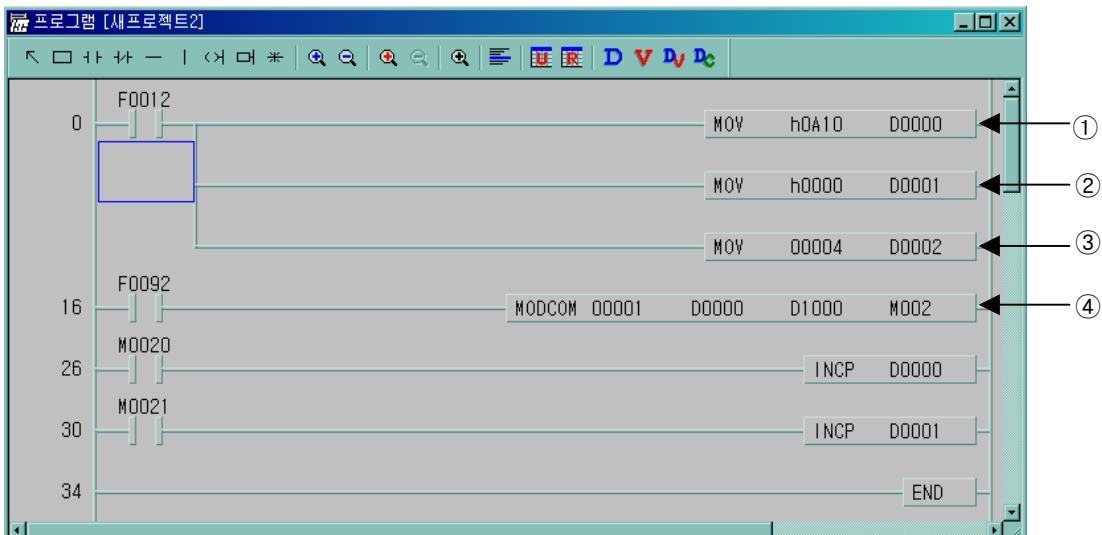 프로그램 [새프로젝트2]
U R D V DV DC
F0012
0 MOV h0A10 D0000 ①
MOV h0000 D0001 ②
MOV 00004 D0002 ③
F0092
16 MODCOM 00001 D0000 D1000 M002 ④
M0020
26 INCP D0000
M0021
30 INCP D0001
34 END